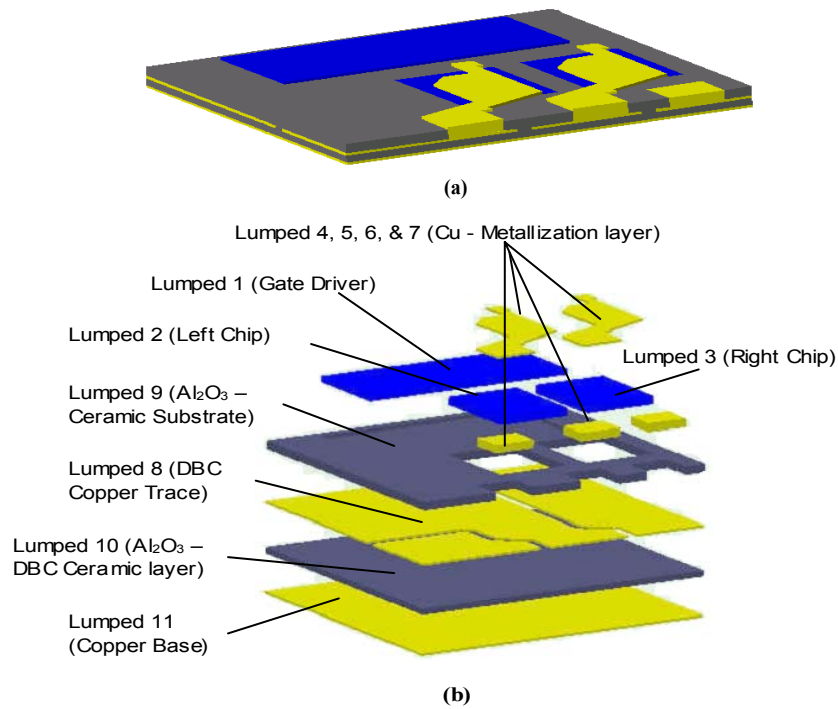 (a)
Lumped 4, 5, 6, & 7 (Cu - Metallization layer)
Lumped 1 (Gate Driver)
Lumped 2 (Left Chip)
Lumped 3 (Right Chip)
Lumped 9 (Al₂O₃ –
Ceramic Substrate)
Lumped 8 (DBC
Copper Trace)
Lumped 10 (Al₂O₃ –
DBC Ceramic layer)
Lumped 11
(Copper Base)
(b)